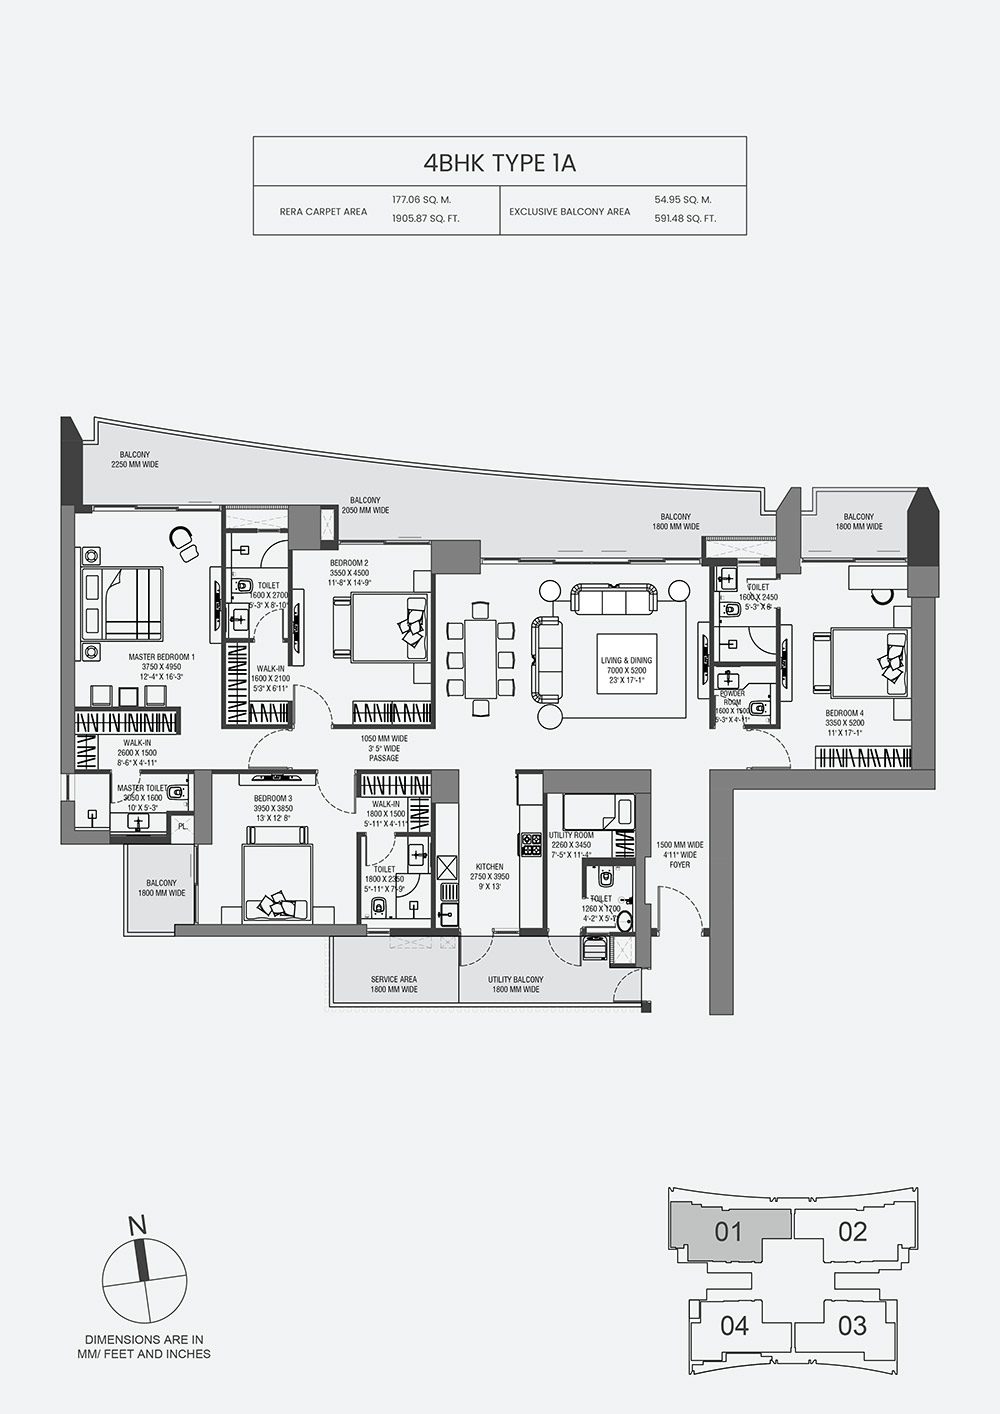 4BHK TYPE 1A
RERA CARPET AREA
177.06 SQ. M.
1905.87 SQ. FT.
EXCLUSIVE BALCONY AREA
54.95 SQ. M.
591.48 SQ. FT.
BALCONY
2250 MM WIDE
BALCONY
2050 MM WIDE
BALCONY
1800 MM WIDE
BALCONY
1800 MM WIDE
MASTER BEDROOM 1
3750 X 4950
12'-4" X 16'-3"
TOILET
1600 X 2700
5'-3" X 8'-10"
BEDROOM 2
3550 X 4500
11'-8" X 14'-9"
WALK-IN
1600 X 2100
5'3" X 6'11"
LIVING & DINING
7000 X 5200
23' X 17'-1"
TOILET
1600 X 2450
5'-3" X 8'
POWDER
ROOM
1600 X 1500
5'-3" X 4'-11"
BEDROOM 4
3350 X 5200
11' X 17'-1"
WALK-IN
2600 X 1500
8'-6" X 4'-11"
1050 MM WIDE
3' 5" WIDE
PASSAGE
MASTER TOILET
3050 X 1600
10' X 5'-3"
PL
BEDROOM 3
3950 X 3850
13' X 12' 8"
WALK-IN
1800 X 1500
5'-11" X 4'-11"
TOILET
1800 X 2350
5'-11" X 7'-9"
KITCHEN
2750 X 3950
9' X 13'
UTILITY ROOM
2260 X 3450
7'-5" X 11'-4"
TOILET
1260 X 1700
4'-2" X 5'-1"
1500 MM WIDE
4'11" WIDE
FOYER
BALCONY
1800 MM WIDE
SERVICE AREA
1800 MM WIDE
UTILITY BALCONY
1800 MM WIDE
N
DIMENSIONS ARE IN
MM/ FEET AND INCHES
01
02
04
03